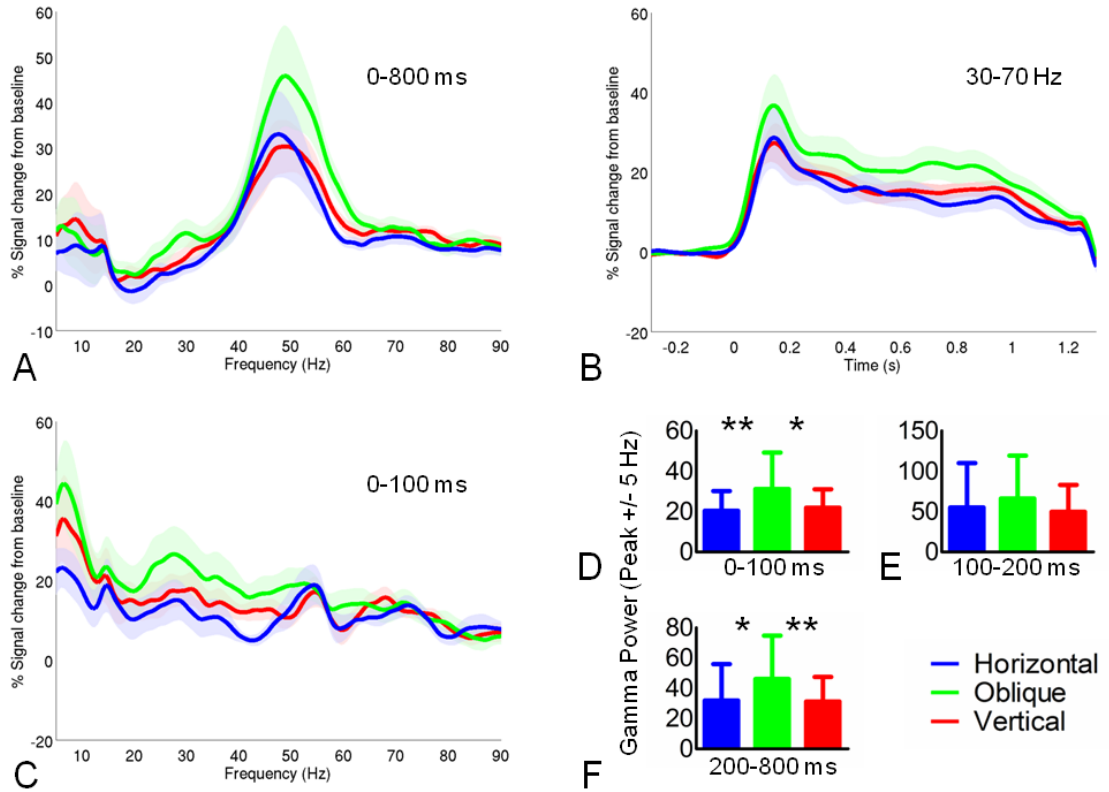 60
50
40
30
20
10
0
-10
% Signal change from baseline
0-800 ms
10 20 30 40 50 60 70 80 90
Frequency (Hz)
A
60
40
20
0
-20
% Signal change from baseline
30-70 Hz
-0.2 0 0.2 0.4 0.6 0.8 1 1.2
Time (s)
B
60
40
20
0
-20
% Signal change from baseline
0-100 ms
10 20 30 40 50 60 70 80 90
Frequency (Hz)
C
Gamma Power (Peak +/- 5 Hz)
60
40
20
0
** *
0-100 ms
D
150
100
50
0
100-200 ms
E
80
60
40
20
0
* **
200-800 ms
F
Horizontal
Oblique
Vertical